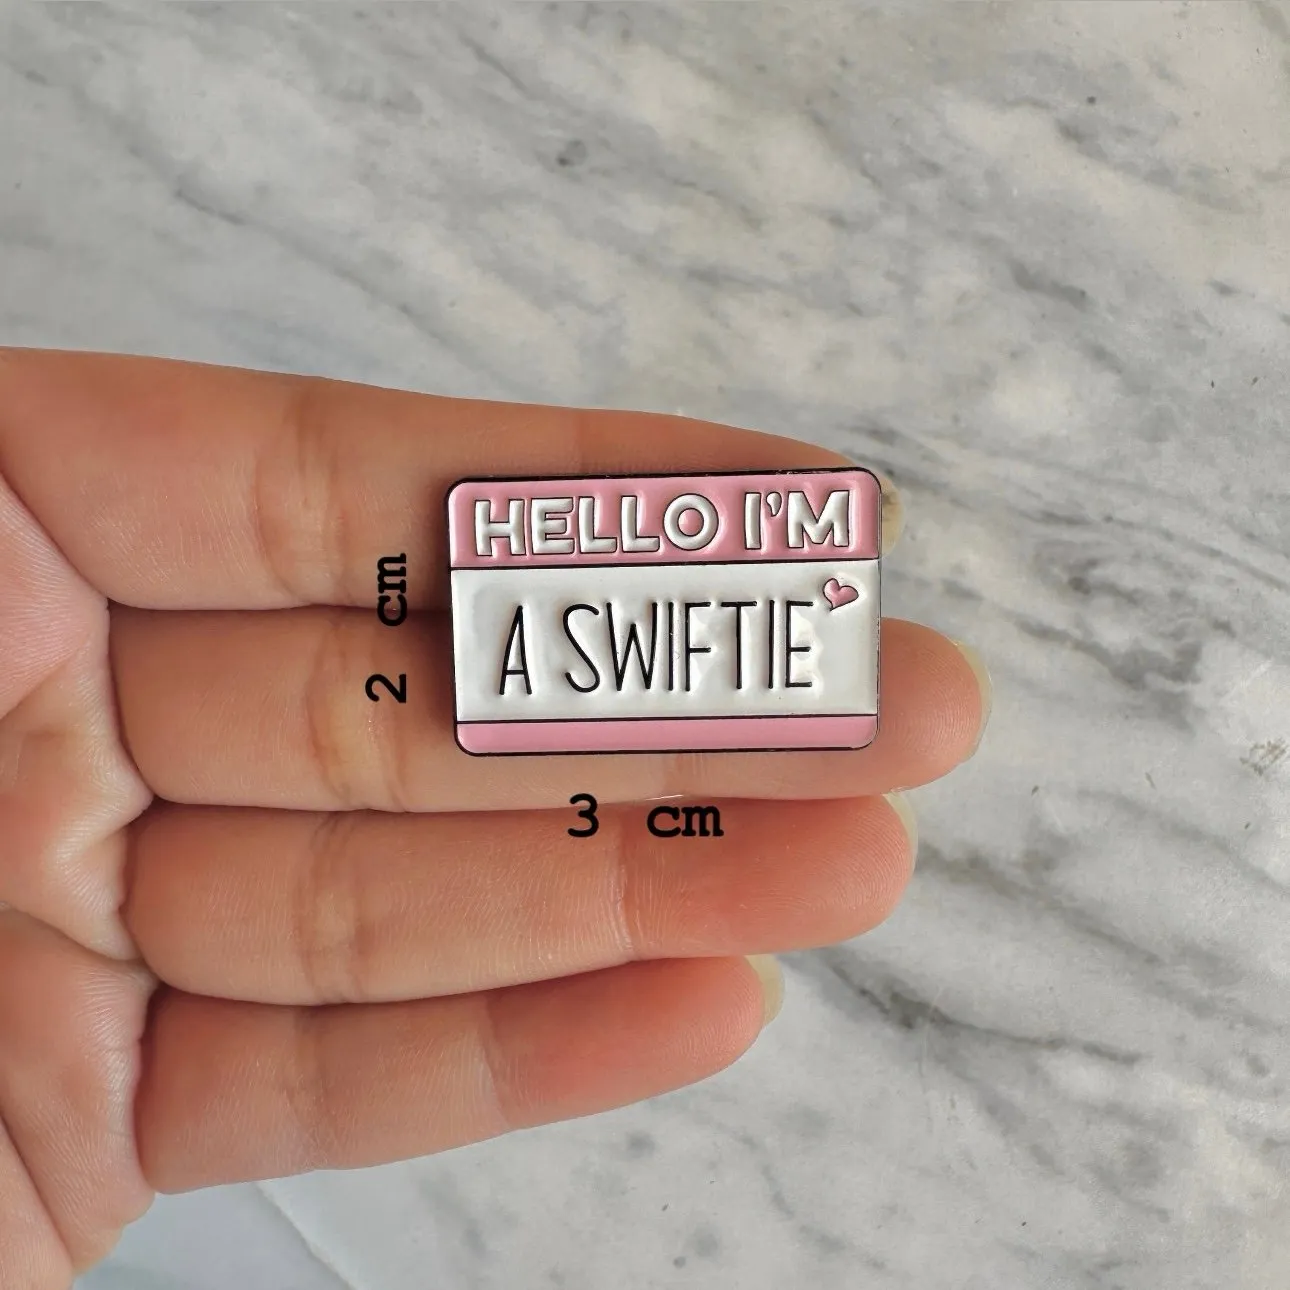 HELLO I'M
A SWIFTIE
2 cm
3 cm